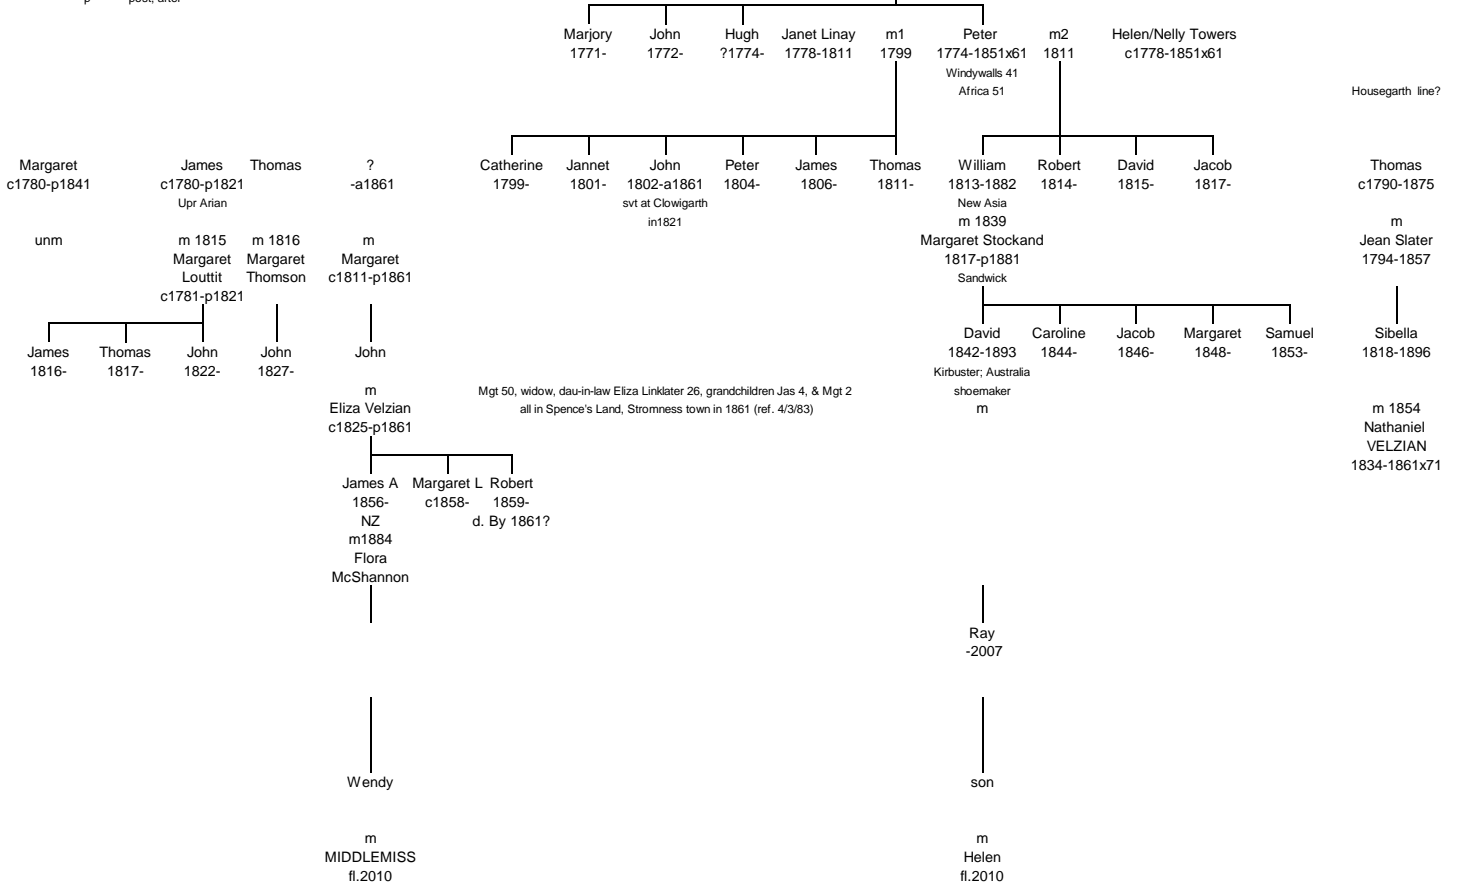 Marjory John Hugh Janet Linay m1 Peter m2 Helen/Nelly Towers
1771- 1772- ?1774- 1778-1811 1799 1774-1851x61 1811 c1778-1851x61
Windywalls 41
Africa 51 Housegarth line?
Margaret James Thomas ? Catherine Jannet John Peter James Thomas William Robert David Jacob Thomas
c1780-p1841 c1780-p1821 -a1861 1799- 1801- 1802-a1861 1804- 1806- 1811- 1813-1882 1814- 1815- 1817- c1790-1875
Upr Arian svt at Clowigarth New Asia
in1821 m 1839 m
unm m 1815 m 1816 m Margaret Stockand Jean Slater
Margaret Margaret Margaret 1817-p1881 1794-1857
Louttit Thomson c1811-p1861 Sandwick
c1781-p1821
David Caroline Jacob Margaret Samuel Sibella
James Thomas John John John 1842-1893 1844- 1846- 1848- 1853- 1818-1896
1816- 1817- 1822- 1827- Kirbuster; Australia
m Mgt 50, widow, dau-in-law Eliza Linklater 26, grandchildren Jas 4, & Mgt 2 shoemaker
Eliza Velzian all in Spence's Land, Stromness town in 1861 (ref. 4/3/83) m m 1854
c1825-p1861 Nathaniel
VELZIAN
1834-1861x71
James A Margaret L Robert
1856- c1858- 1859-
NZ d. By 1861?
m1884
Flora
McShannon
Ray
-2007
Wendy son
m m
MIDDLEMISS Helen
fl.2010 fl.2010